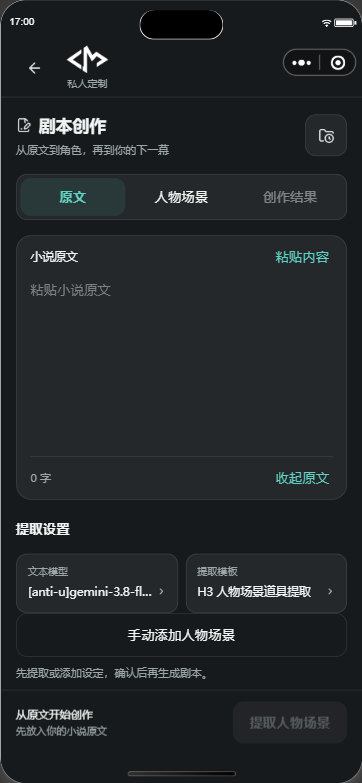 17:00
私人定制
剧本创作
从原文到角色，再到你的下一幕
原文
人物场景
创作结果
小说原文
粘贴内容
粘贴小说原文
0 字
收起原文
提取设置
文本模型
[anti-u]gemini-3.8-fl...
提取模板
H3 人物场景道具提取
手动添加人物场景
先提取或添加设定，确认后再生成剧本。
从原文开始创作
先放入你的小说原文
提取人物场景